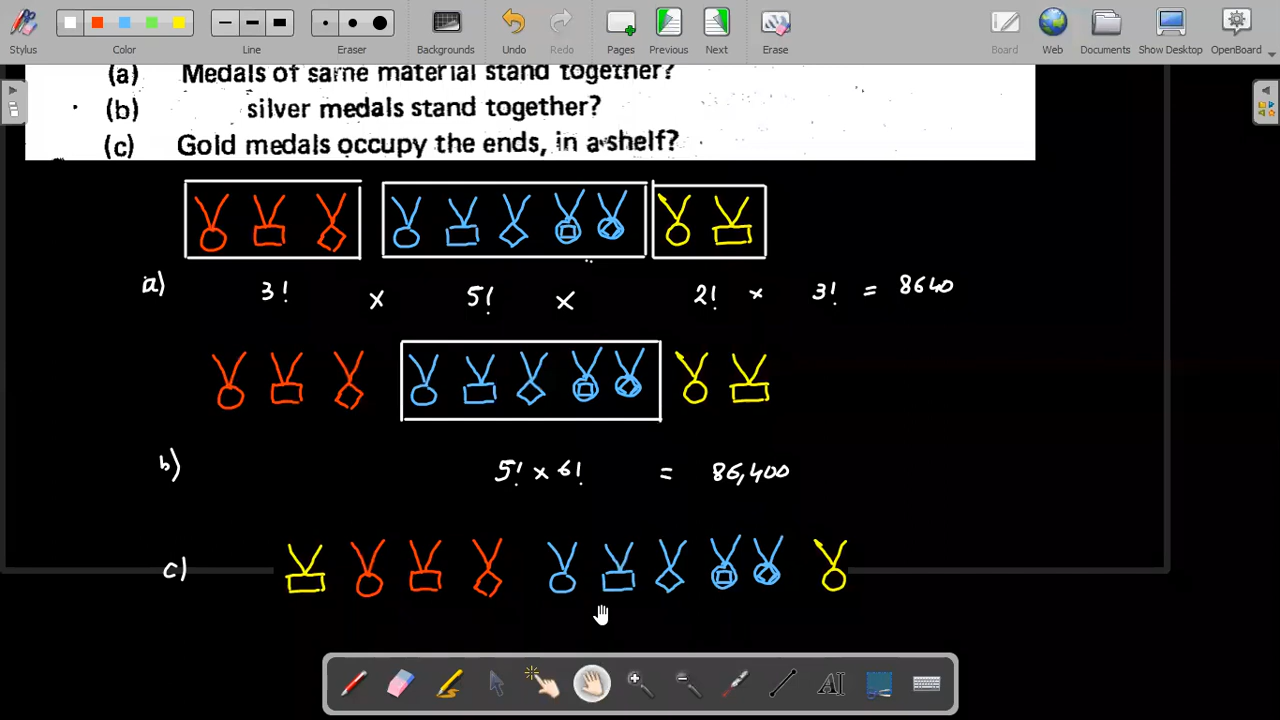 Stylus Color Line Eraser Backgrounds Undo Redo Pages Previous Next Erase Board Web Documents Show Desktop OpenBoard
(a) Medals of same material stand together?
(b) silver medals stand together?
(c) Gold medals occupy the ends, in a shelf?
a) 3! x 5! x 2! x 3! = 8640
b) 5! x 6! = 86,400
c)
AI